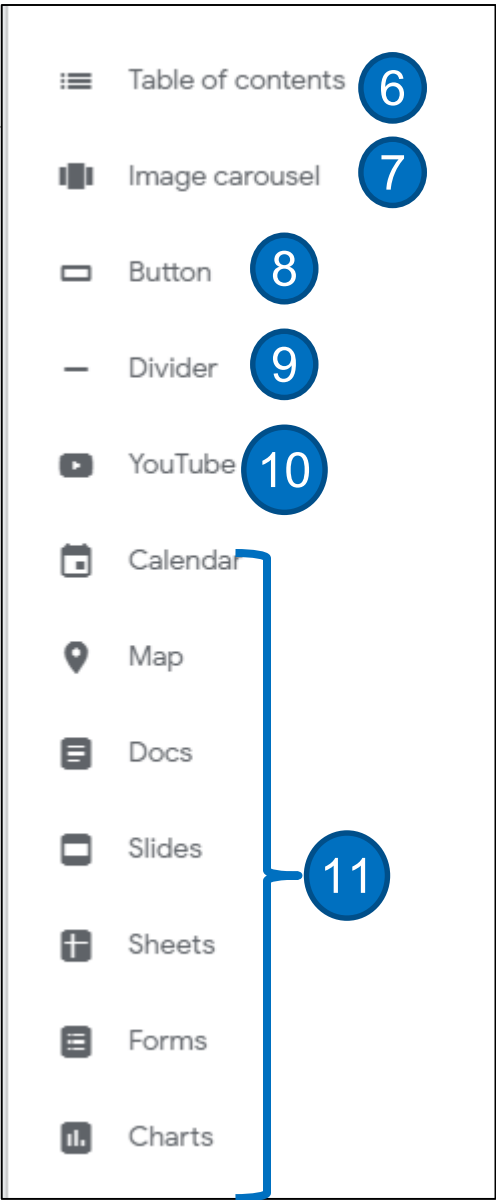 Table of contents 6
Image carousel 7
Button 8
Divider 9
YouTube 10
Calendar
Map
Docs
Slides
11
Sheets
Forms
Charts